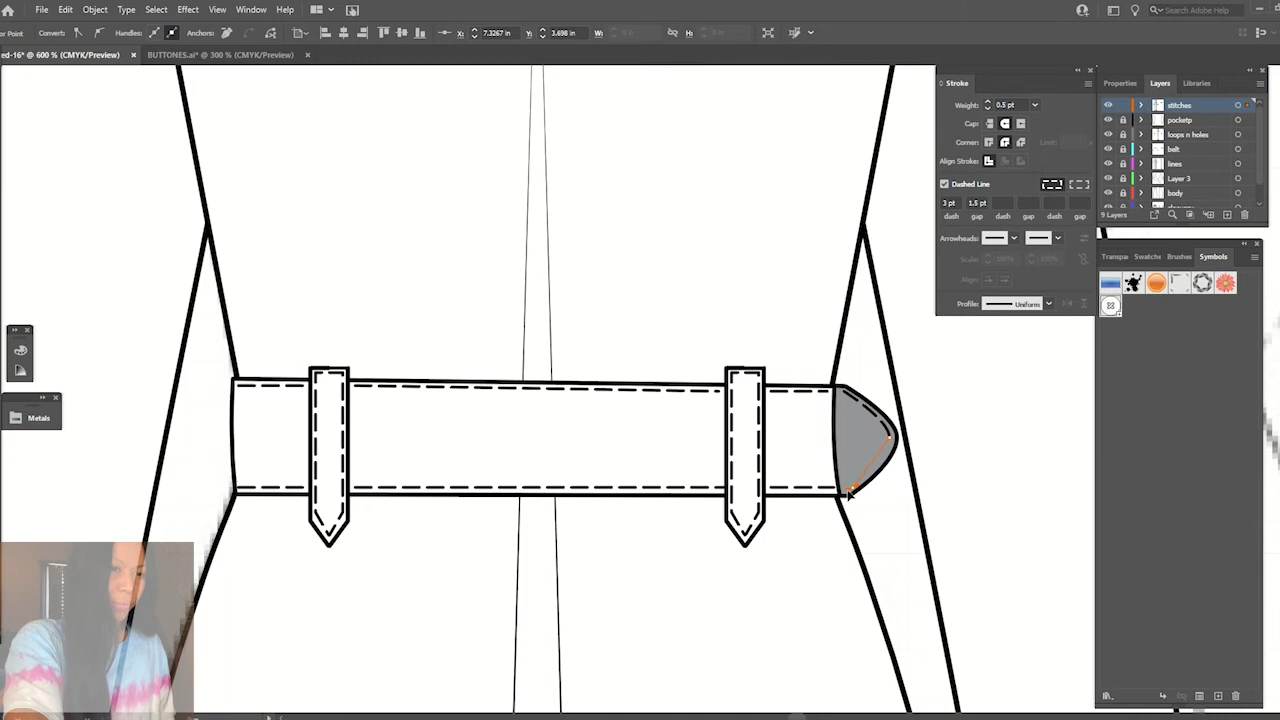 File Edit Object Type Select Effect View Window Help
Search Adobe Help
or Point Convert: Handles: Anchors: X: 7.3267 in Y: 3.698 in W: H:
ed-16* @ 600 % (CMYK/Preview) × BUTTONES.ai* @ 300 % (CMYK/Preview) ×
Stroke
Weight: 0.5 pt
Cap:
Corner: Limit:
Align Stroke:
Dashed Line
3 pt 1.5 pt
dash gap dash gap dash gap
Arrowheads:
Scale: 100% 100%
Align:
Profile: Uniform
Properties Layers Libraries
stitches
pocketp
loops n holes
belt
lines
Layer 3
body
9 Layers
Transpa Swatche Brushes Symbols
Metals